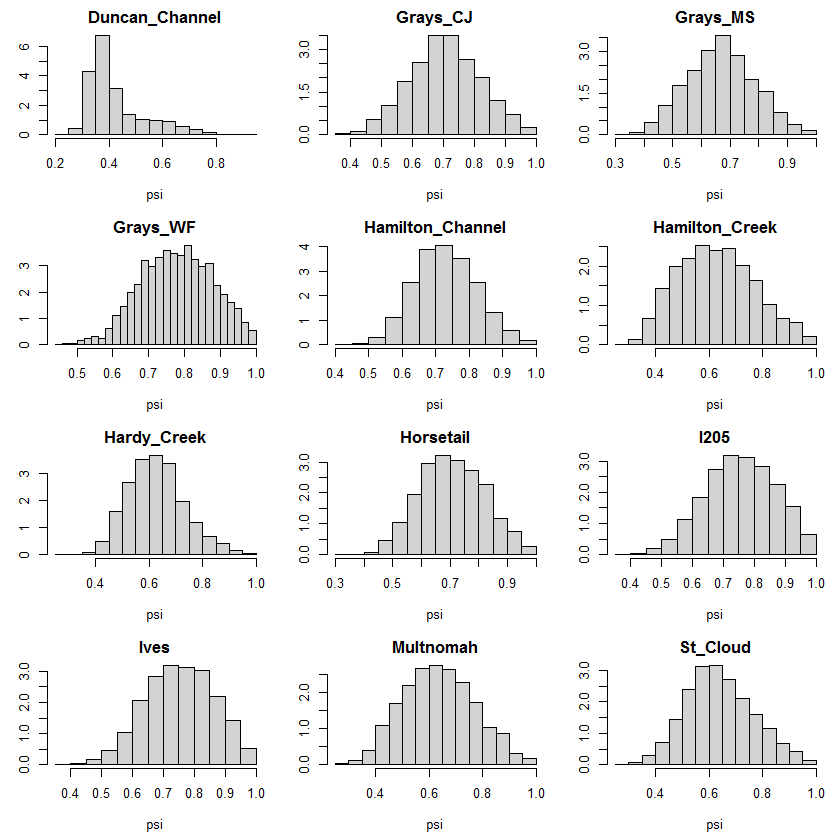 Duncan_Channel
0 2 4 6
0.2 0.4 0.6 0.8
psi
Grays_CJ
0.0 1.5 3.0
0.4 0.5 0.6 0.7 0.8 0.9 1.0
psi
Grays_MS
0.0 1.5 3.0
0.3 0.5 0.7 0.9
psi
Grays_WF
0 1 2 3
0.5 0.6 0.7 0.8 0.9 1.0
psi
Hamilton_Channel
0 1 2 3 4
0.4 0.5 0.6 0.7 0.8 0.9 1.0
psi
Hamilton_Creek
0.0 1.0 2.0
0.4 0.6 0.8 1.0
psi
Hardy_Creek
0 1 2 3
0.4 0.6 0.8 1.0
psi
Horsetail
0.0 1.0 2.0 3.0
0.3 0.5 0.7 0.9
psi
I205
0.0 1.0 2.0 3.0
0.4 0.5 0.6 0.7 0.8 0.9 1.0
psi
Ives
0.0 1.0 2.0 3.0
0.4 0.5 0.6 0.7 0.8 0.9 1.0
psi
Multnomah
0.0 1.0 2.0
0.4 0.6 0.8 1.0
psi
St_Cloud
0.0 1.0 2.0 3.0
0.4 0.6 0.8 1.0
psi